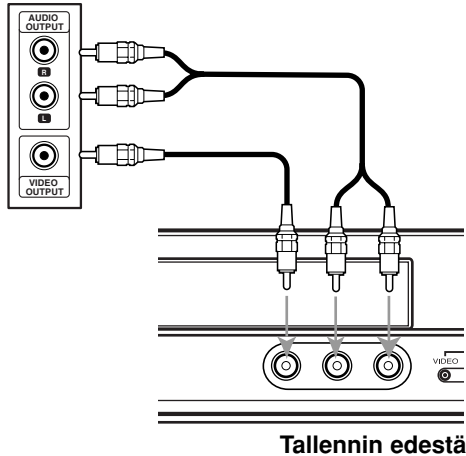 AUDIO
OUTPUT
R
L
VIDEO
OUTPUT
VIDEO
Tallennin edestä